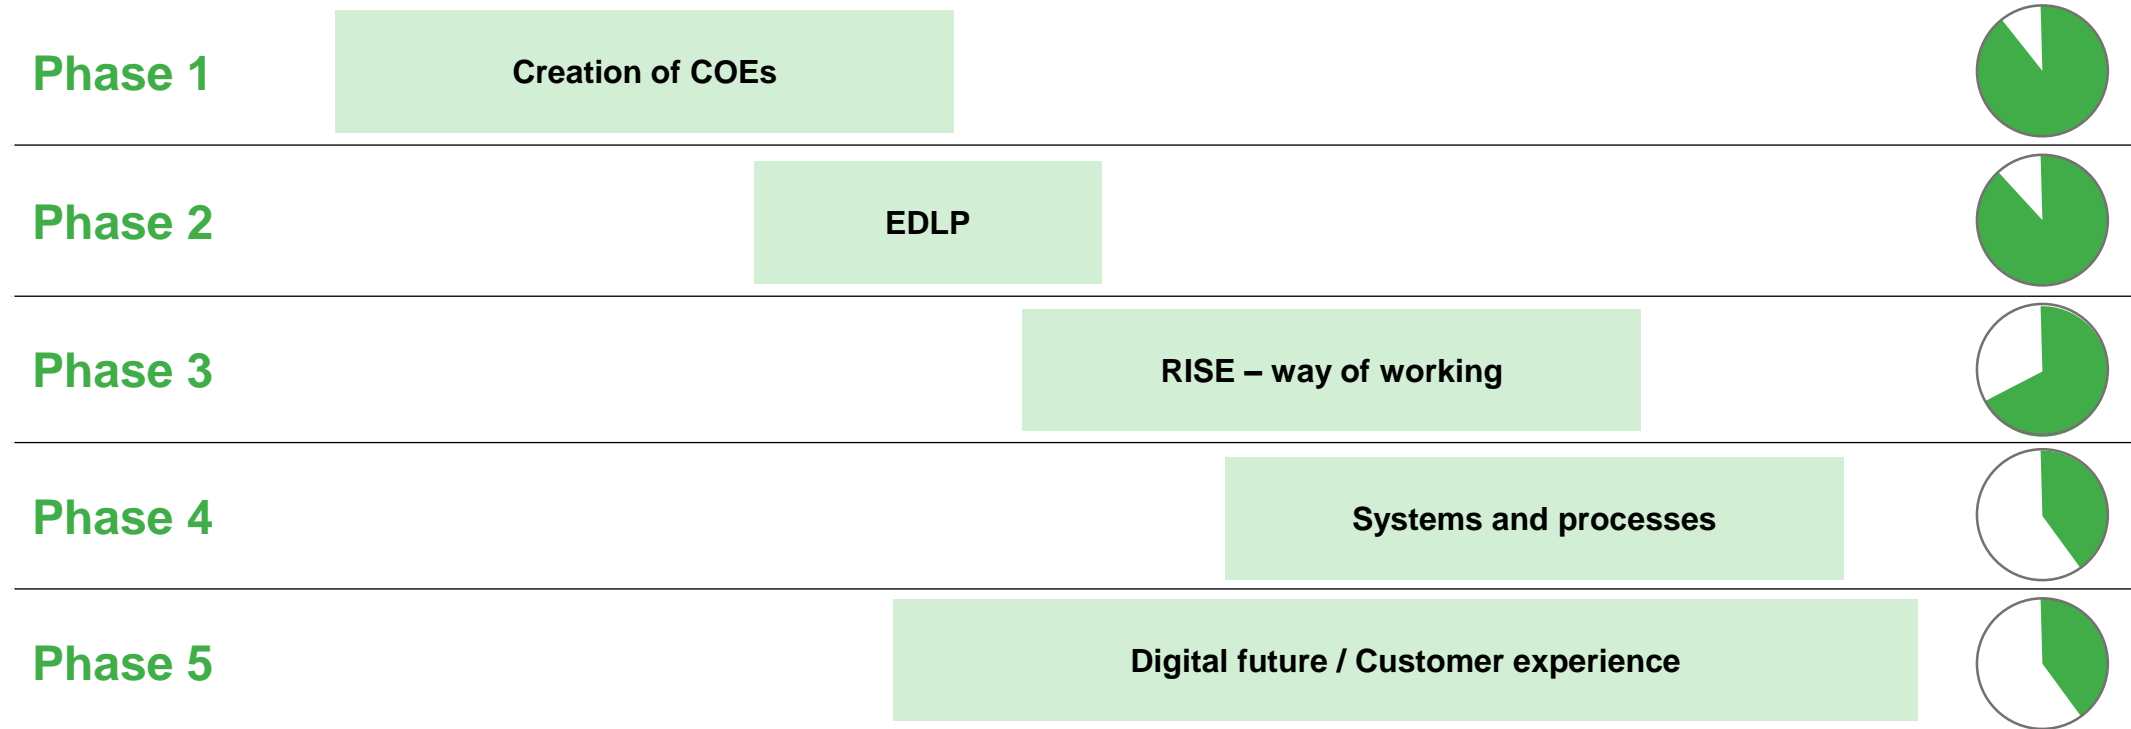 Phase 1
Creation of COEs
Phase 2
EDLP
Phase 3
RISE – way of working
Phase 4
Systems and processes
Phase 5
Digital future / Customer experience